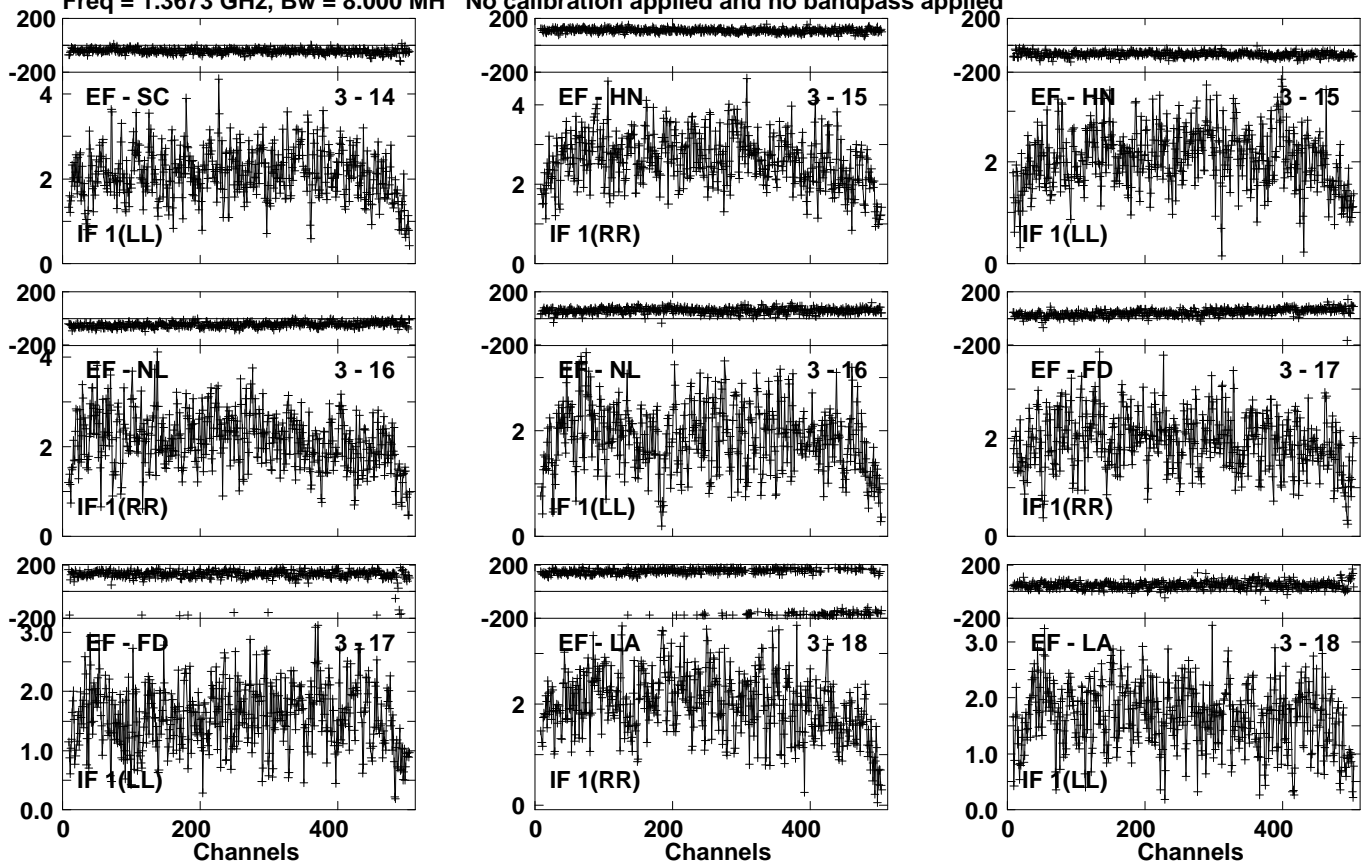 Freq = 1.3673 GHz, Bw = 8.000 MH No calibration applied and no bandpass applied
200
-200
EF - SC
3 - 14
4
2
IF 1(LL)
0
200
-200
EF - HN
3 - 15
4
2
IF 1(RR)
0
200
-200
EF - HN
3 - 15
2
IF 1(LL)
0
200
-200
4
EF - NL
3 - 16
2
IF 1(RR)
0
200
-200
EF - NL
3 - 16
2
IF 1(LL)
0
200
-200
EF - FD
3 - 17
2
IF 1(RR)
0
200
-200
3.0
EF - FD
3 - 17
2.0
1.0
IF 1(LL)
0.0
0 200 400
Channels
200
-200
EF - LA
3 - 18
2
IF 1(RR)
0
0 200 400
Channels
200
-200
3.0
EF - LA
3 - 18
2.0
1.0
IF 1(LL)
0.0
0 200 400
Channels